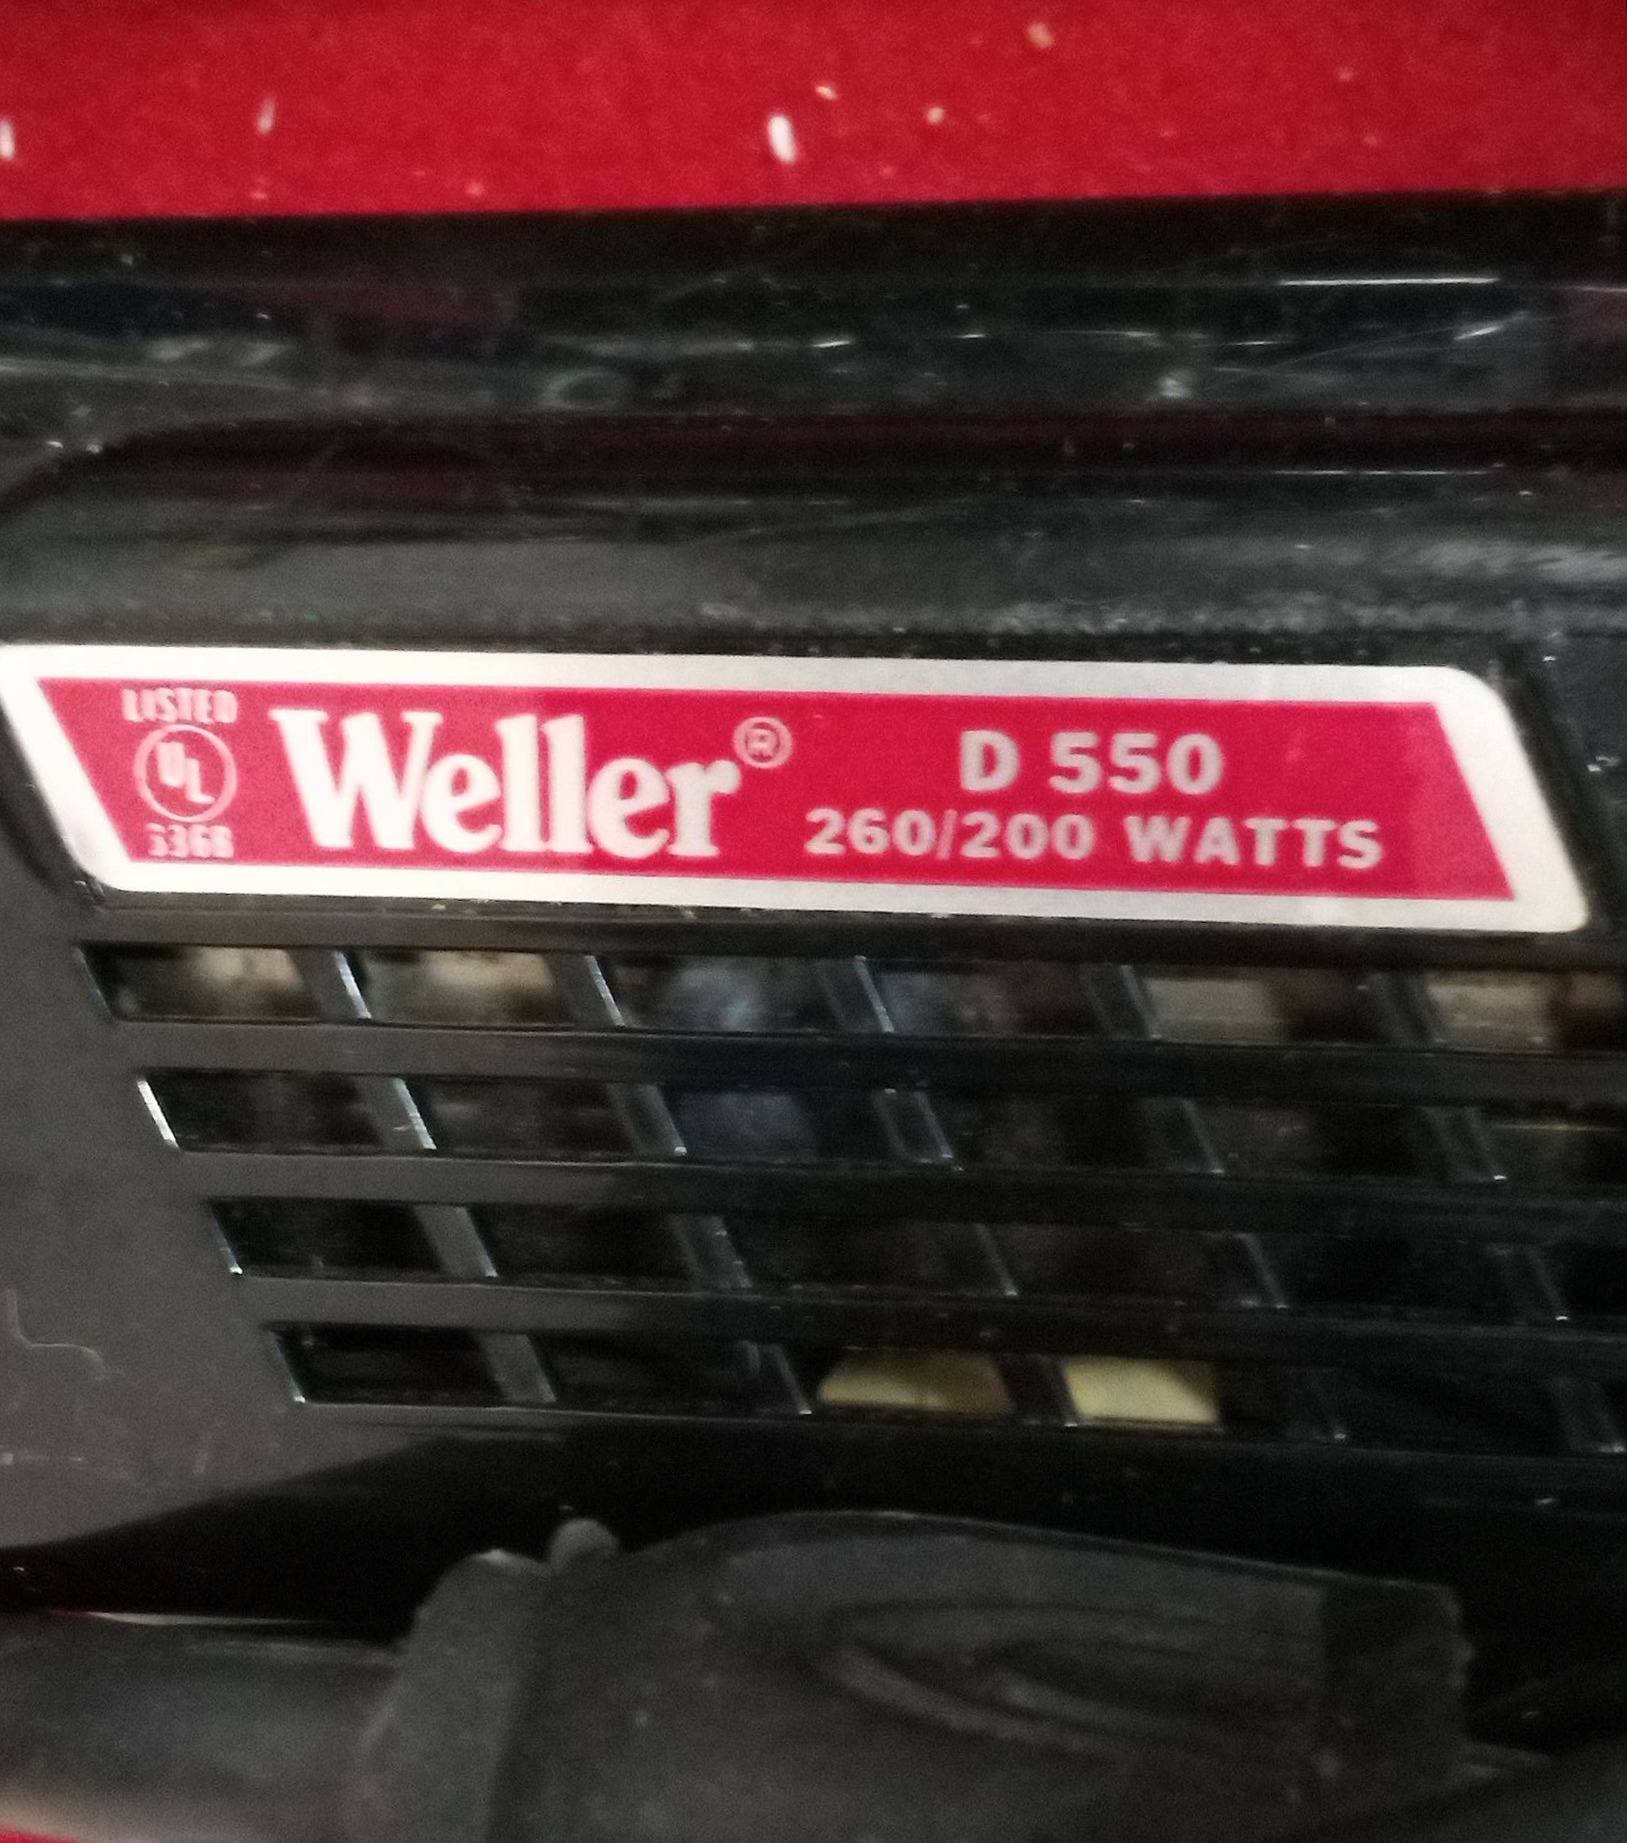 LISTED
UL
Weller®
D 550
260/200 WATTS